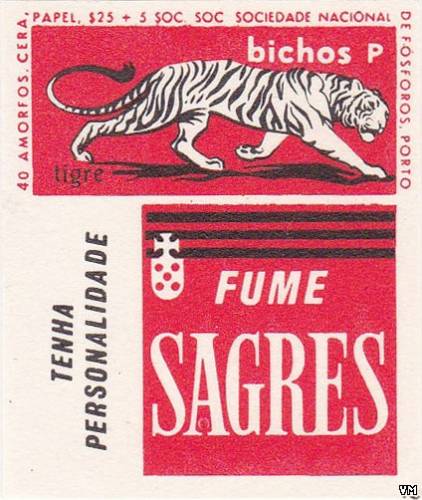 40 AMORFOS, CERA,
PAPEL, $25 + 5 SOC. SOC SOCIEDADE NACIONAL
DE FÓSFOROS, PORTO
bichos P
tigre
TENHA
PERSONALIDADE
FUME
SAGRES
VM